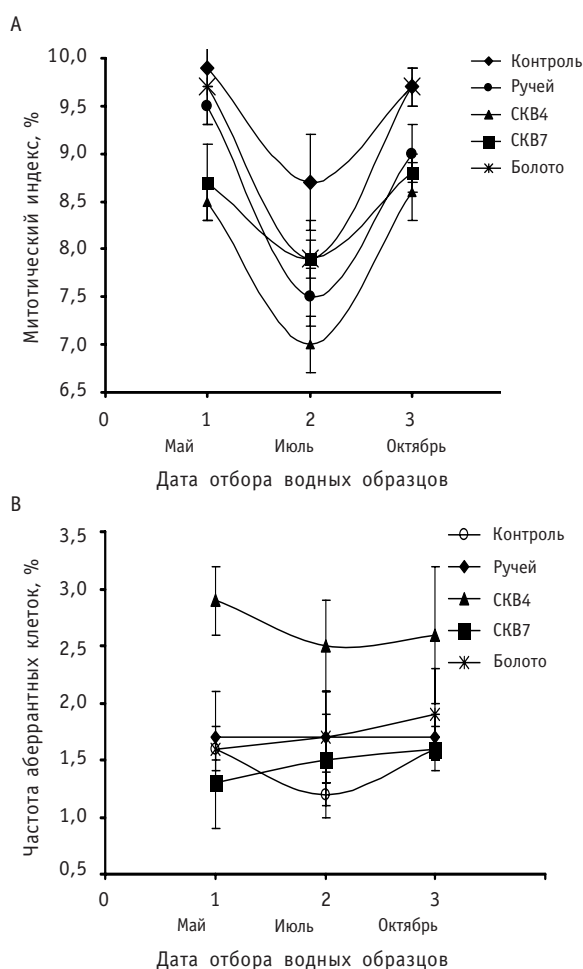 А
Митотический индекс, %
10,0
9,5
9,0
8,5
8,0
7,5
7,0
6,5
Контроль
Ручей
СКВ4
СКВ7
Болото
0 1 2 3
Май Июль Октябрь
Дата отбора водных образцов
В
Частота аберрантных клеток, %
3,5
3,0
2,5
2,0
1,5
1,0
0,5
Контроль
Ручей
СКВ4
СКВ7
Болото
0 1 2 3
Май Июль Октябрь
Дата отбора водных образцов